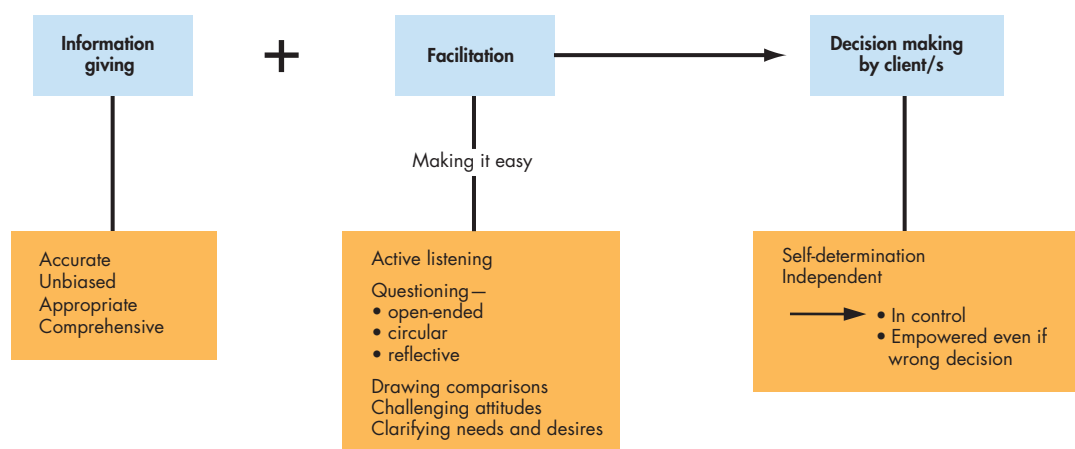 Information
giving
+
Facilitation
Decision making
by client/s
Making it easy
Accurate
Unbiased
Appropriate
Comprehensive
Active listening
Questioning—
• open-ended
• circular
• reflective
Drawing comparisons
Challenging attitudes
Clarifying needs and desires
Self-determination
Independent
• In control
• Empowered even if
wrong decision